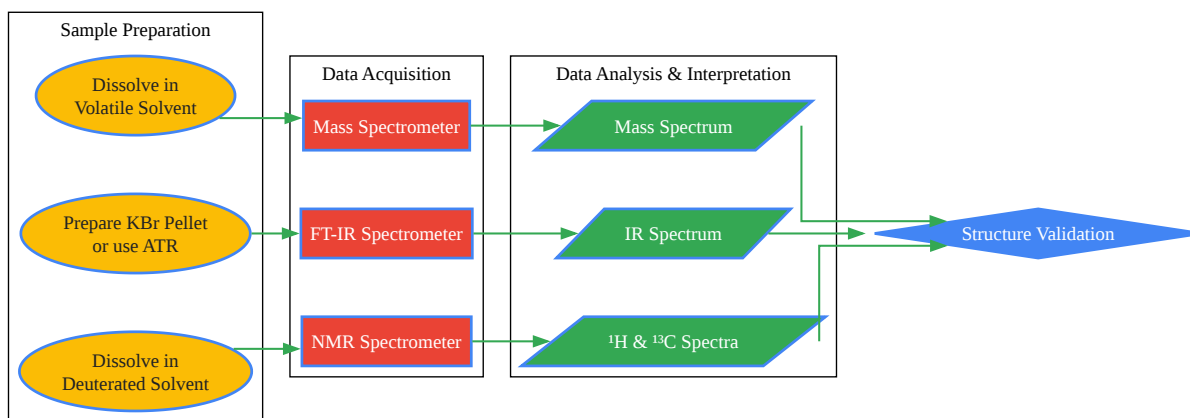 Sample Preparation
Dissolve in
Volatile Solvent
Prepare KBr Pellet
or use ATR
Dissolve in
Deuterated Solvent
Data Acquisition
Mass Spectrometer
FT-IR Spectrometer
NMR Spectrometer
Data Analysis & Interpretation
Mass Spectrum
IR Spectrum
¹H & ¹³C Spectra
Structure Validation